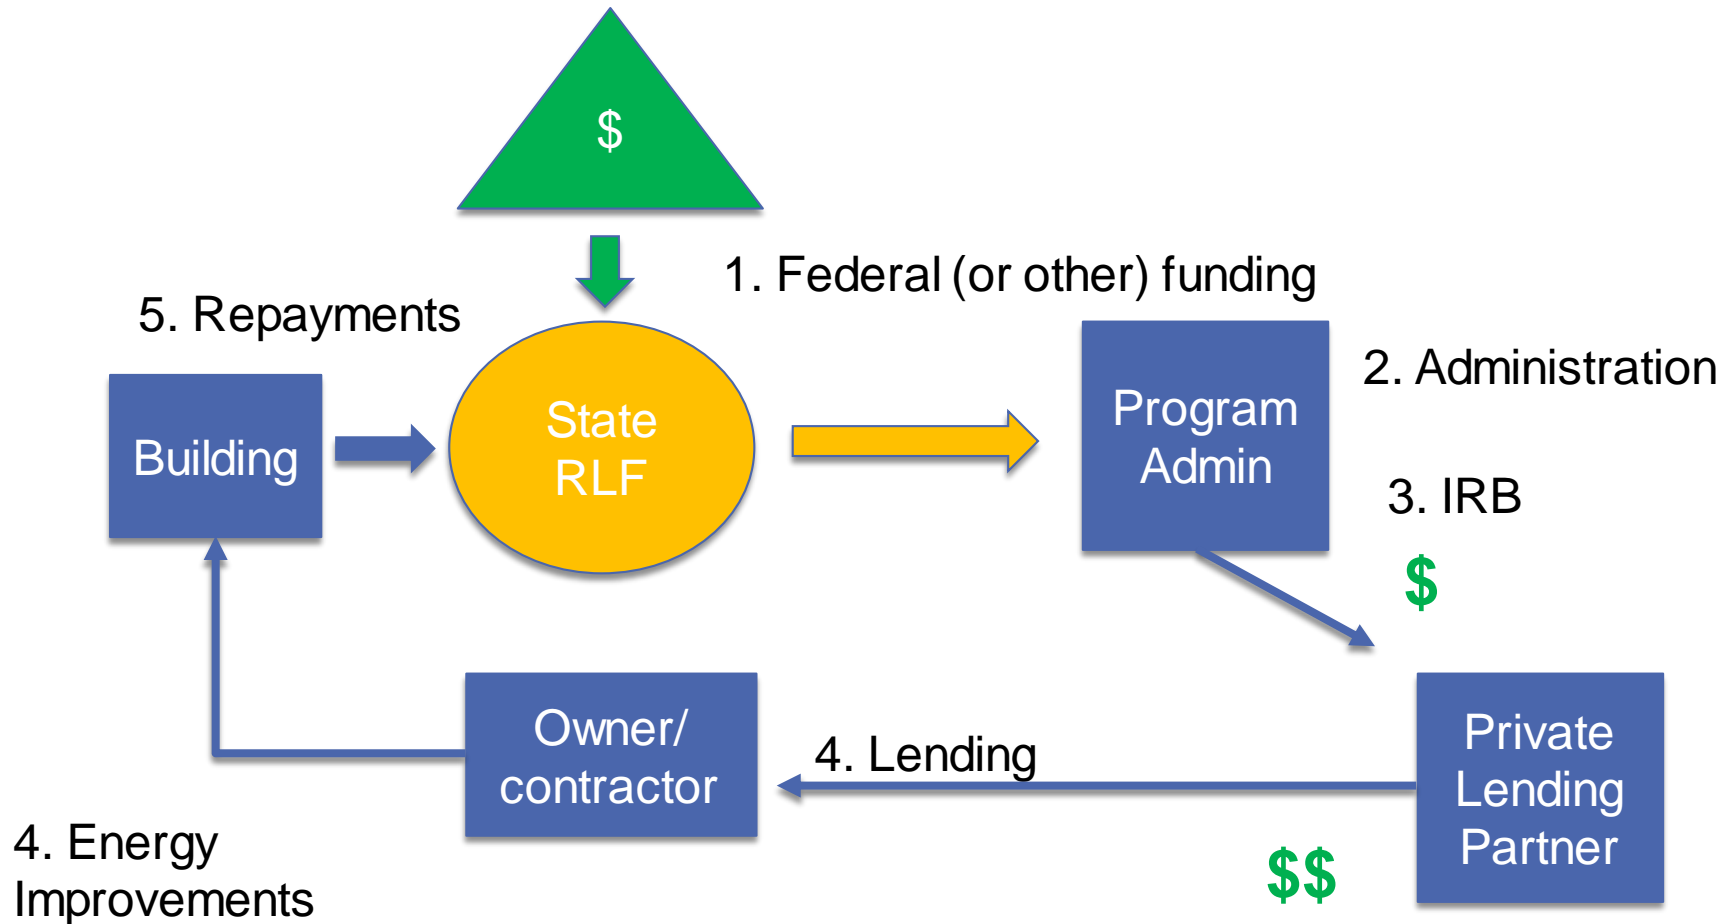 $
1. Federal (or other) funding
5. Repayments
State
RLF
Program
Admin
2. Administration
Building
3. IRB
$
Owner/
contractor
4. Lending
Private
Lending
Partner
$$
4. Energy
Improvements